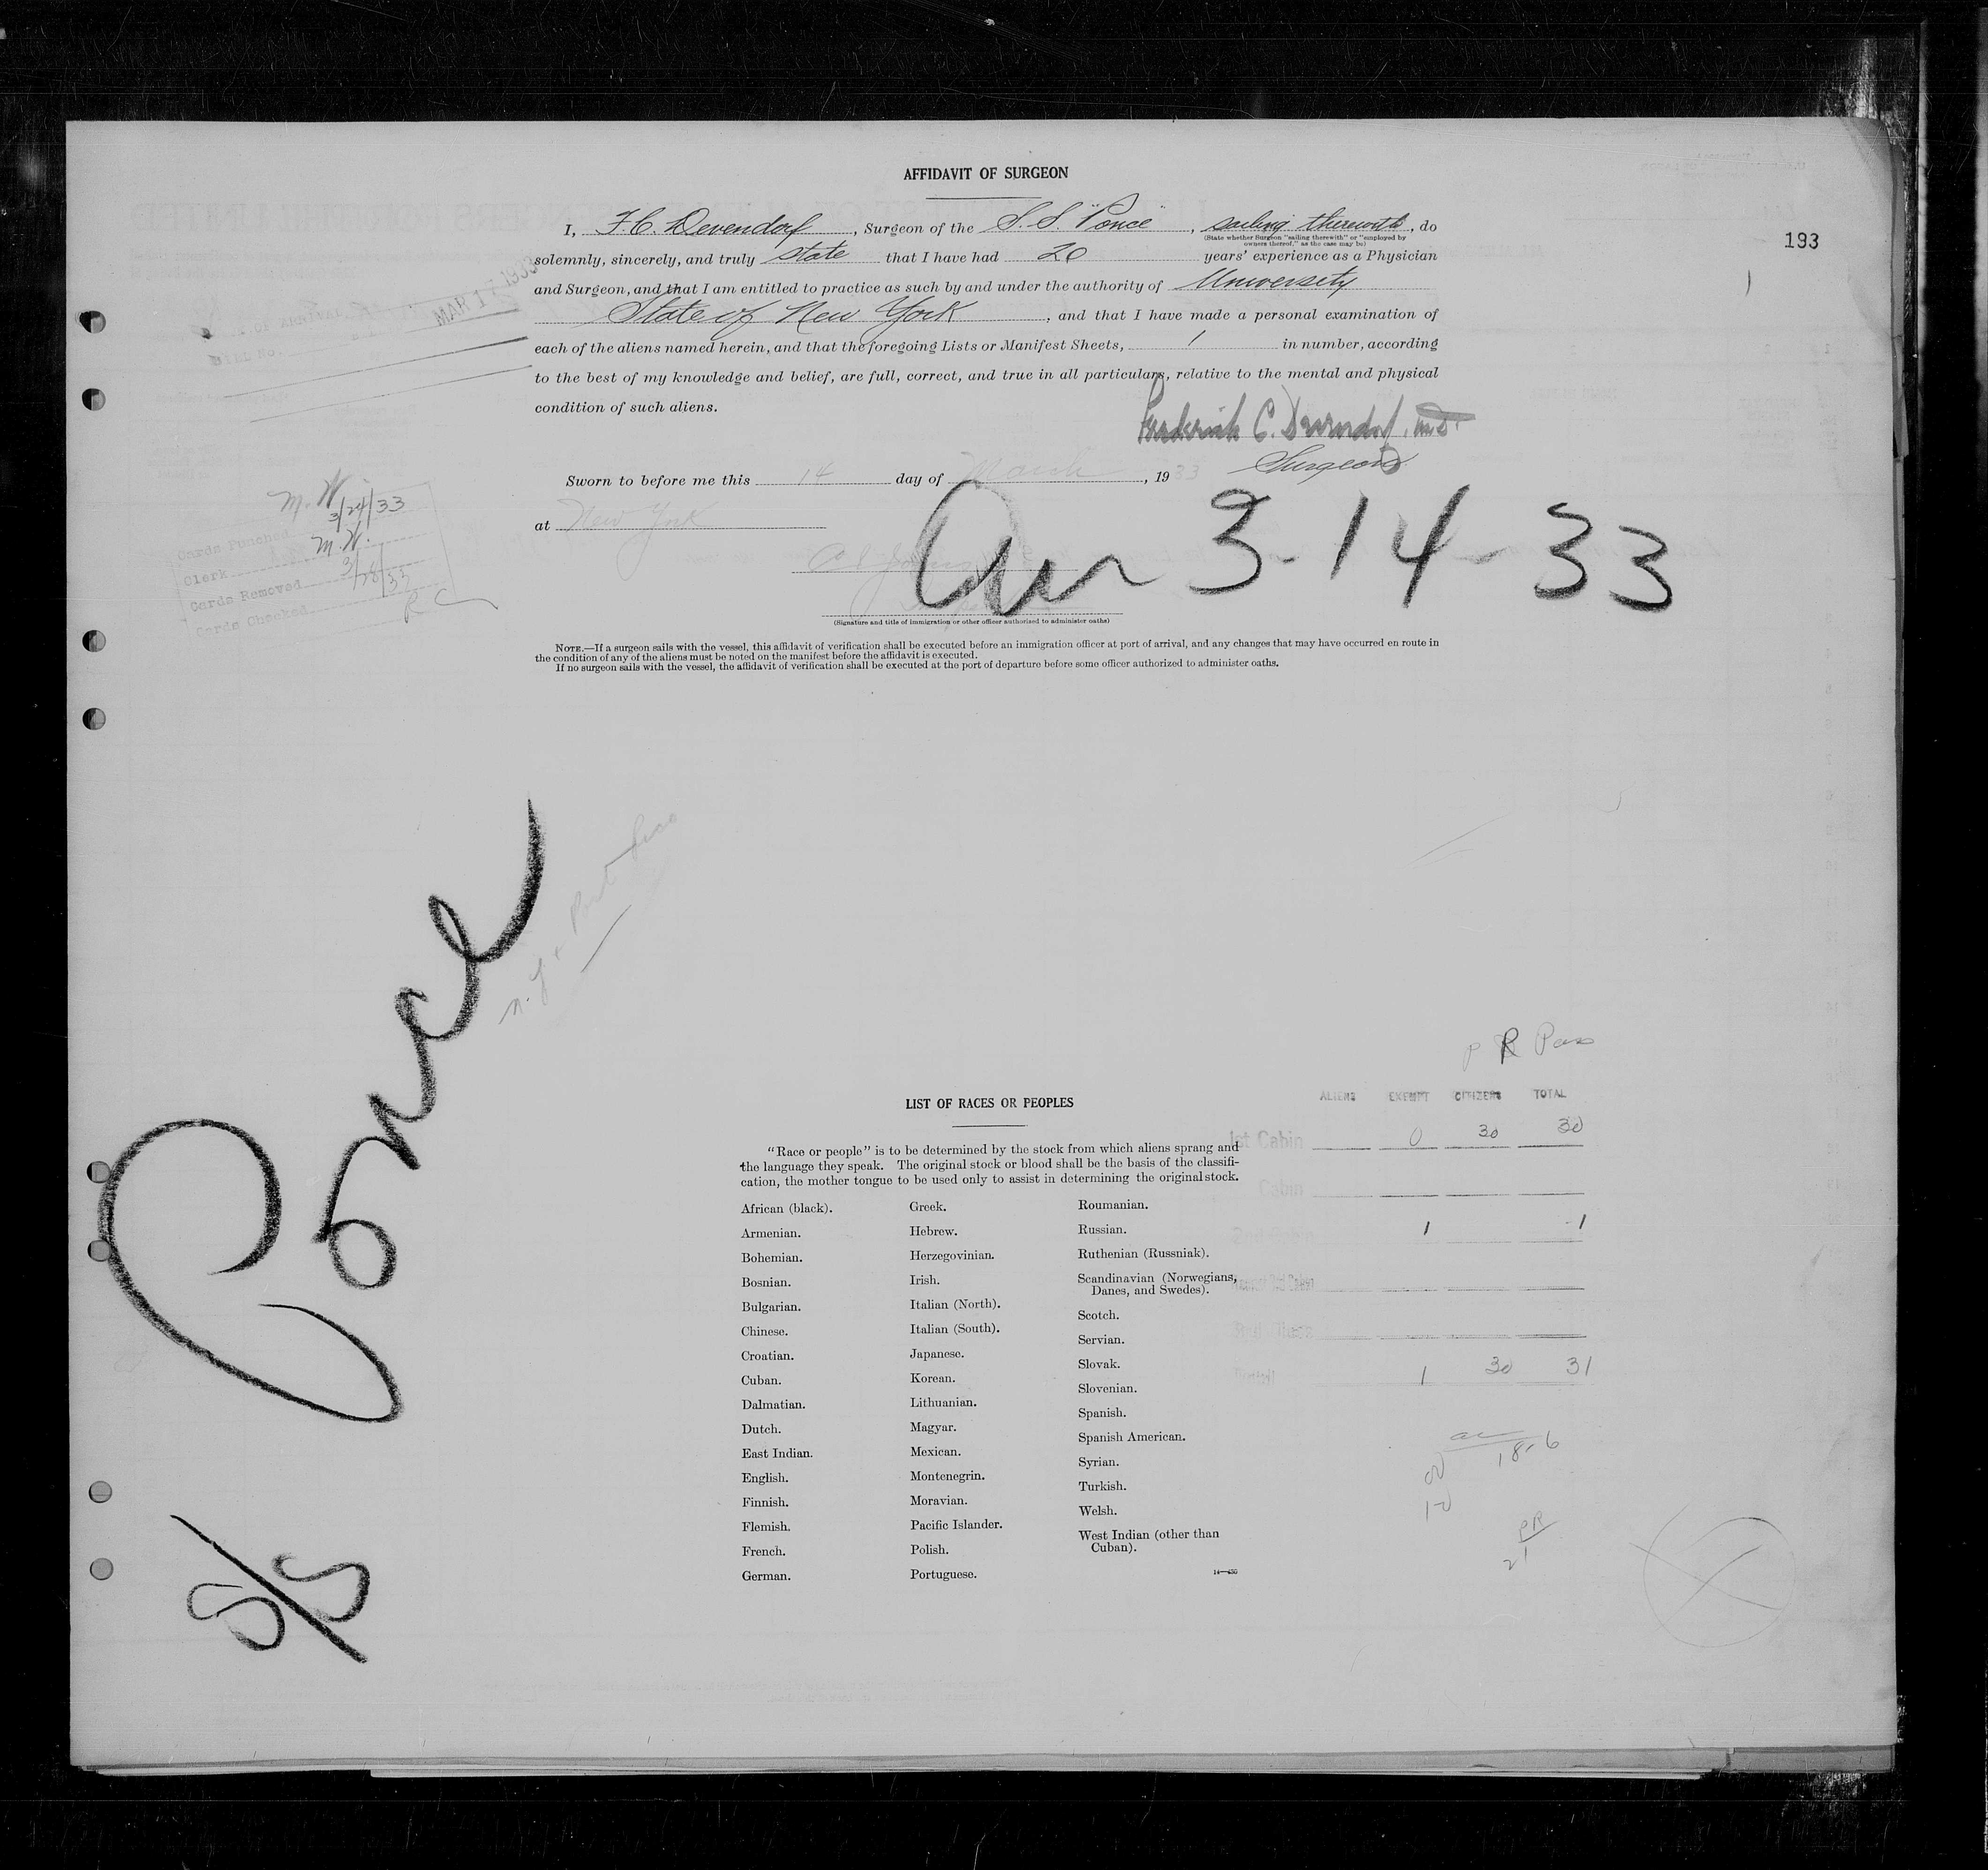 AFFIDAVIT OF SURGEON
193
I, F. C. Devendorf, Surgeon of the S.S. "Ponce", sailing therewith, do
(State whether Surgeon "sailing therewith" or "employed by
owners thereof," as the case may be)
solemnly, sincerely, and truly state that I have had 20 years' experience as a Physician
and Surgeon, and that I am entitled to practice as such by and under the authority of University
State of New York, and that I have made a personal examination of
each of the aliens named herein, and that the foregoing Lists or Manifest Sheets, 1 in number, according
to the best of my knowledge and belief, are full, correct, and true in all particulars, relative to the mental and physical
condition of such aliens.
Frederick C. Devendorf, M.D.
Surgeon
Sworn to before me this 14 day of March, 1933
at New York
Arr 3-14-33
(Signature and title of immigration or other officer authorized to administer oaths)
NOTE.—If a surgeon sails with the vessel, this affidavit of verification shall be executed before an immigration officer at port of arrival, and any changes that may have occurred en route in
the condition of any of the aliens must be noted on the manifest before the affidavit is executed.
If no surgeon sails with the vessel, the affidavit of verification shall be executed at the port of departure before some officer authorized to administer oaths.
M. W.
3/24/33
Cards Punched
M. W.
Clerk
3/28/33
Cards Removed
R C
Cards Checked
S/S Ponce
P R Pass
ALIENS EXEMPT CITIZENS TOTAL
1st Cabin 0 30 30
Cabin
1 1
Total 1 30 31
PR
21
LIST OF RACES OR PEOPLES
"Race or people" is to be determined by the stock from which aliens sprang and
the language they speak. The original stock or blood shall be the basis of the classifi-
cation, the mother tongue to be used only to assist in determining the original stock.
African (black).
Armenian.
Bohemian.
Bosnian.
Bulgarian.
Chinese.
Croatian.
Cuban.
Dalmatian.
Dutch.
East Indian.
English.
Finnish.
Flemish.
French.
German.
Greek.
Hebrew.
Herzegovinian.
Irish.
Italian (North).
Italian (South).
Japanese.
Korean.
Lithuanian.
Magyar.
Mexican.
Montenegrin.
Moravian.
Pacific Islander.
Polish.
Portuguese.
Roumanian.
Russian.
Ruthenian (Russniak).
Scandinavian (Norwegians,
Danes, and Swedes).
Scotch.
Servian.
Slovak.
Slovenian.
Spanish.
Spanish American.
Syrian.
Turkish.
Welsh.
West Indian (other than
Cuban).